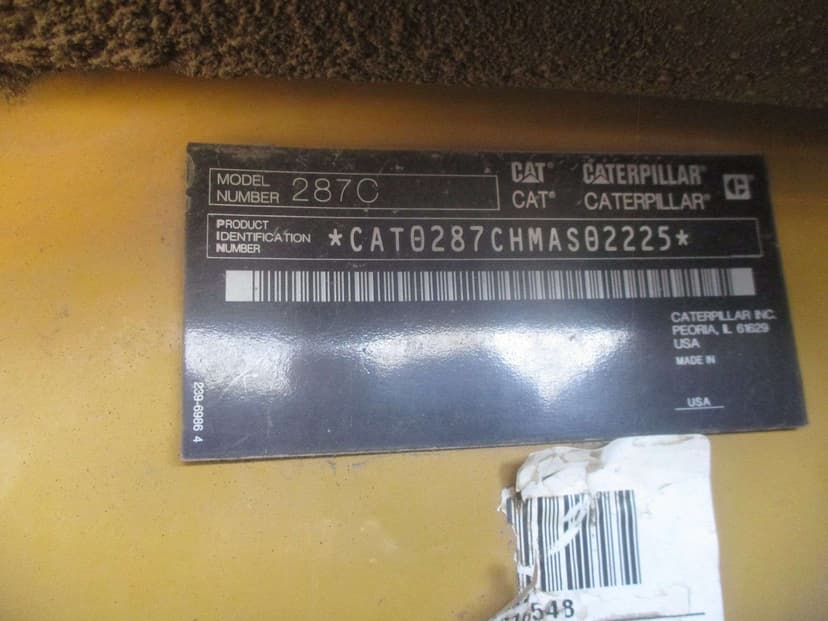 MODEL
NUMBER 287C
CAT® CATERPILLAR®
CAT® CATERPILLAR®
PRODUCT
IDENTIFICATION
NUMBER
*CAT0287CHMAS02225*
CATERPILLAR INC.
PEORIA, IL 61629
USA
MADE IN
USA
239-6986 4
548